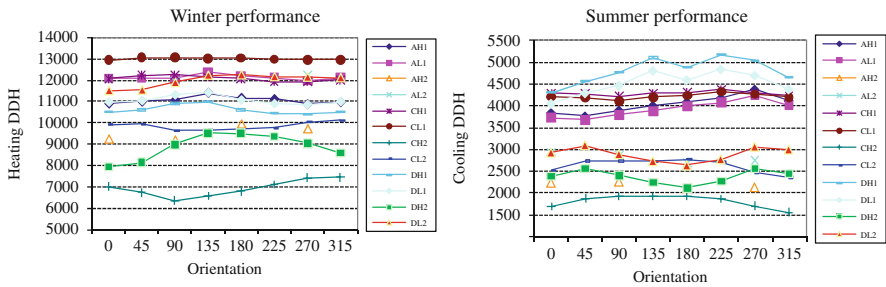 Winter performance
Heating DDH
14000
13000
12000
11000
10000
9000
8000
7000
6000
5000
0 45 90 135 180 225 270 315
Orientation
AH1
AL1
AH2
AL2
CH1
CL1
CH2
CL2
DH1
DL1
DH2
DL2
Summer performance
Cooling DDH
5500
5000
4500
4000
3500
3000
2500
2000
1500
0 45 90 135 180 225 270 315
Orientation
AH1
AL1
AH2
AL2
CH1
CL1
CH2
CL2
DH1
DL1
DH2
DL2